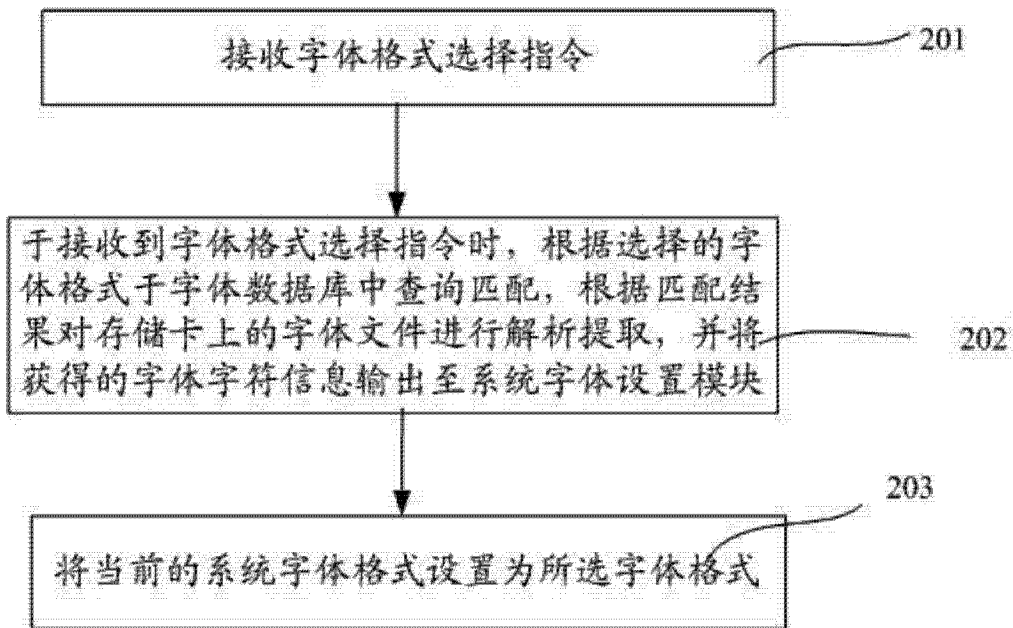 接收字体格式选择指令
201
于接收到字体格式选择指令时，根据选择的字
体格式于字体数据库中查询匹配，根据匹配结
果对存储卡上的字体文件进行解析提取，并将
获得的字体字符信息输出至系统字体设置模块
202
203
将当前的系统字体格式设置为所选字体格式